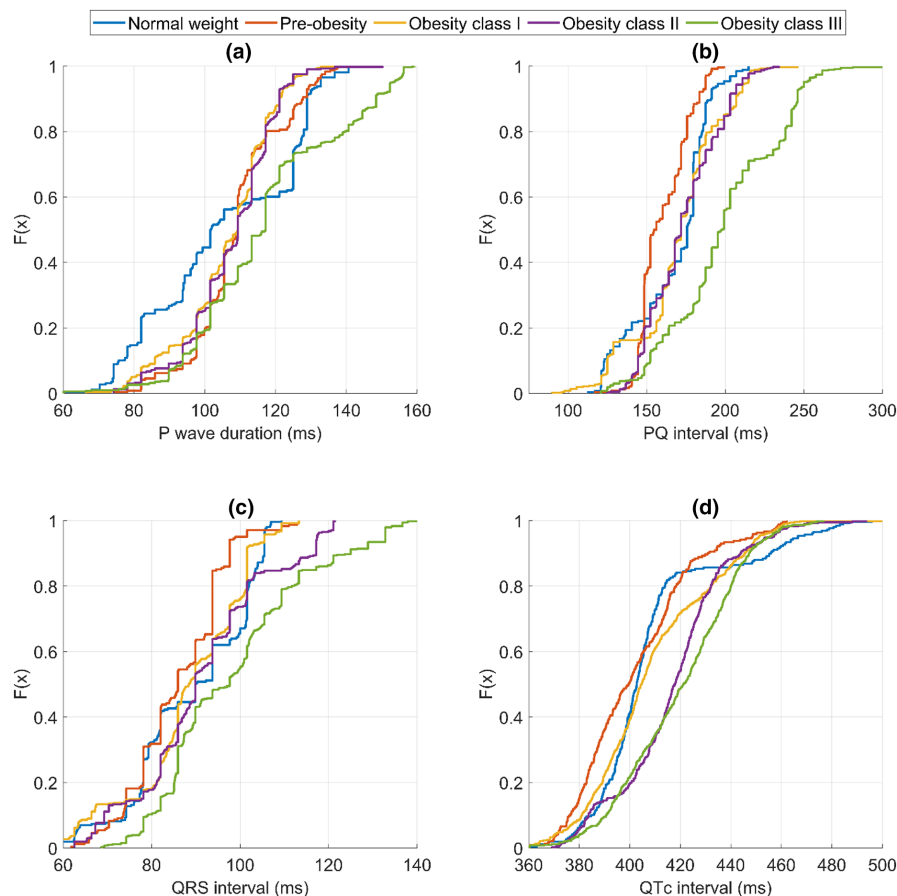 Normal weight Pre-obesity Obesity class I Obesity class II Obesity class III
(a) (b)
1 1
0.8 0.8
0.6 0.6
F(x) F(x)
0.4 0.4
0.2 0.2
0 0
60 80 100 120 140 160 100 150 200 250 300
P wave duration (ms) PQ interval (ms)
(c) (d)
1 1
0.8 0.8
0.6 0.6
F(x) F(x)
0.4 0.4
0.2 0.2
0 0
60 80 100 120 140 360 400 420 440 460 500
QRS interval (ms) QTc interval (ms)